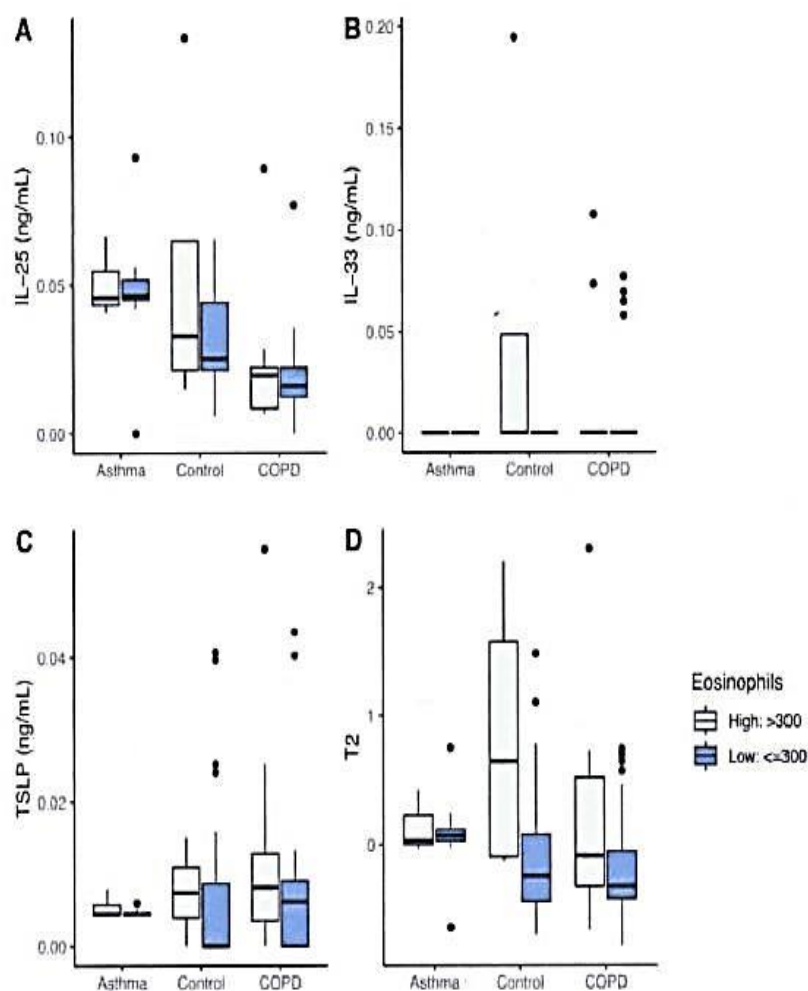 A
IL-25 (ng/mL)
0.10
0.05
0.00
Asthma Control COPD
B
IL-33 (ng/mL)
0.20
0.15
0.10
0.05
0.00
Asthma Control COPD
C
TSLP (ng/mL)
0.04
0.02
0.00
Asthma Control COPD
D
T2
2
1
0
Asthma Control COPD
Eosinophils
High: >300
Low: <=300